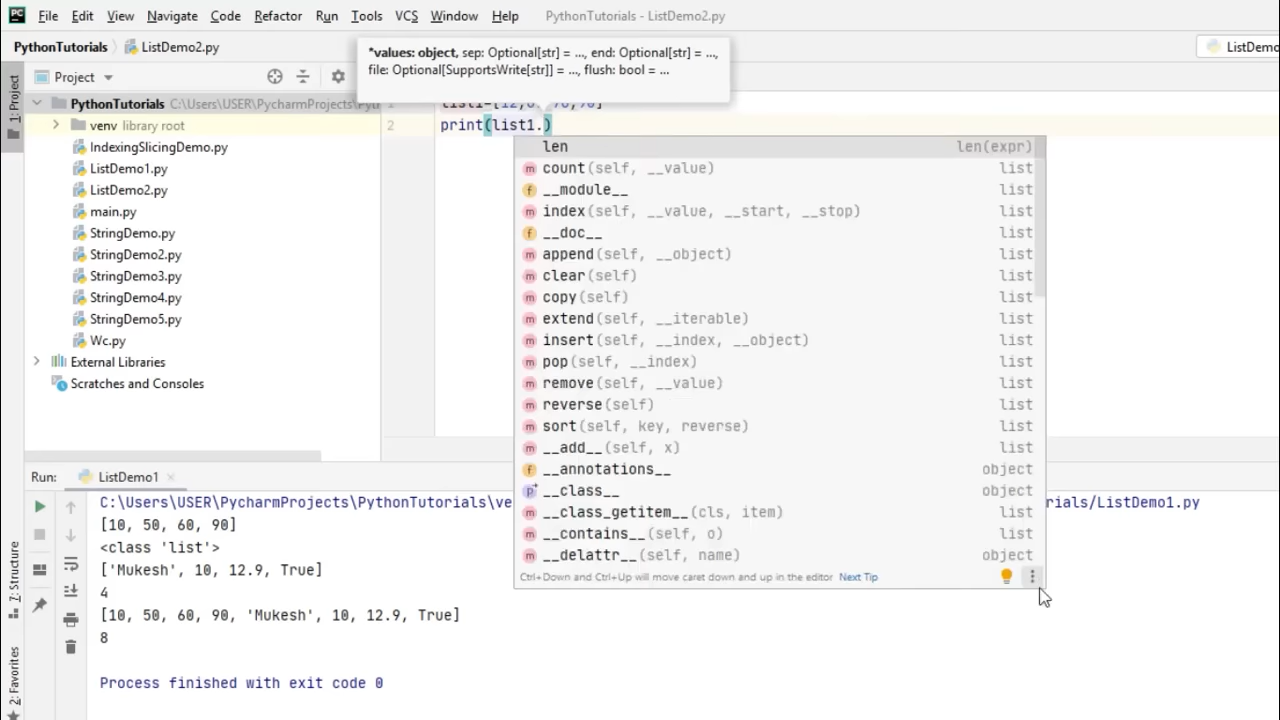 PC File Edit View Navigate Code Refactor Run Tools VCS Window Help PythonTutorials - ListDemo2.py
PythonTutorials ListDemo2.py ListDemo
*values: object, sep: Optional[str] = ..., end: Optional[str] = ...,
file: Optional[SupportsWrite[str]] = ..., flush: bool = ...
1: Project
Project
PythonTutorials C:\Users\USER\PycharmProjects\Pyth
venv library root
IndexingSlicingDemo.py
ListDemo1.py
ListDemo2.py
main.py
StringDemo.py
StringDemo2.py
StringDemo3.py
StringDemo4.py
StringDemo5.py
Wc.py
External Libraries
Scratches and Consoles
1
2 print(list1.)
len len(expr)
count(self, __value) list
__module__ list
index(self, __value, __start, __stop) list
__doc__ list
append(self, __object) list
clear(self) list
copy(self) list
extend(self, __iterable) list
insert(self, __index, __object) list
pop(self, __index) list
remove(self, __value) list
reverse(self) list
sort(self, key, reverse) list
__add__(self, x) list
__annotations__ object
__class__ object
__class_getitem__(cls, item) list
__contains__(self, o) list
__delattr__(self, name) object
Ctrl+Down and Ctrl+Up will move caret down and up in the editor Next Tip
Run: ListDemo1
C:\Users\USER\PycharmProjects\PythonTutorials\ve rials/ListDemo1.py
[10, 50, 60, 90]
<class 'list'>
['Mukesh', 10, 12.9, True]
4
[10, 50, 60, 90, 'Mukesh', 10, 12.9, True]
8
Process finished with exit code 0
7: Structure
2: Favorites